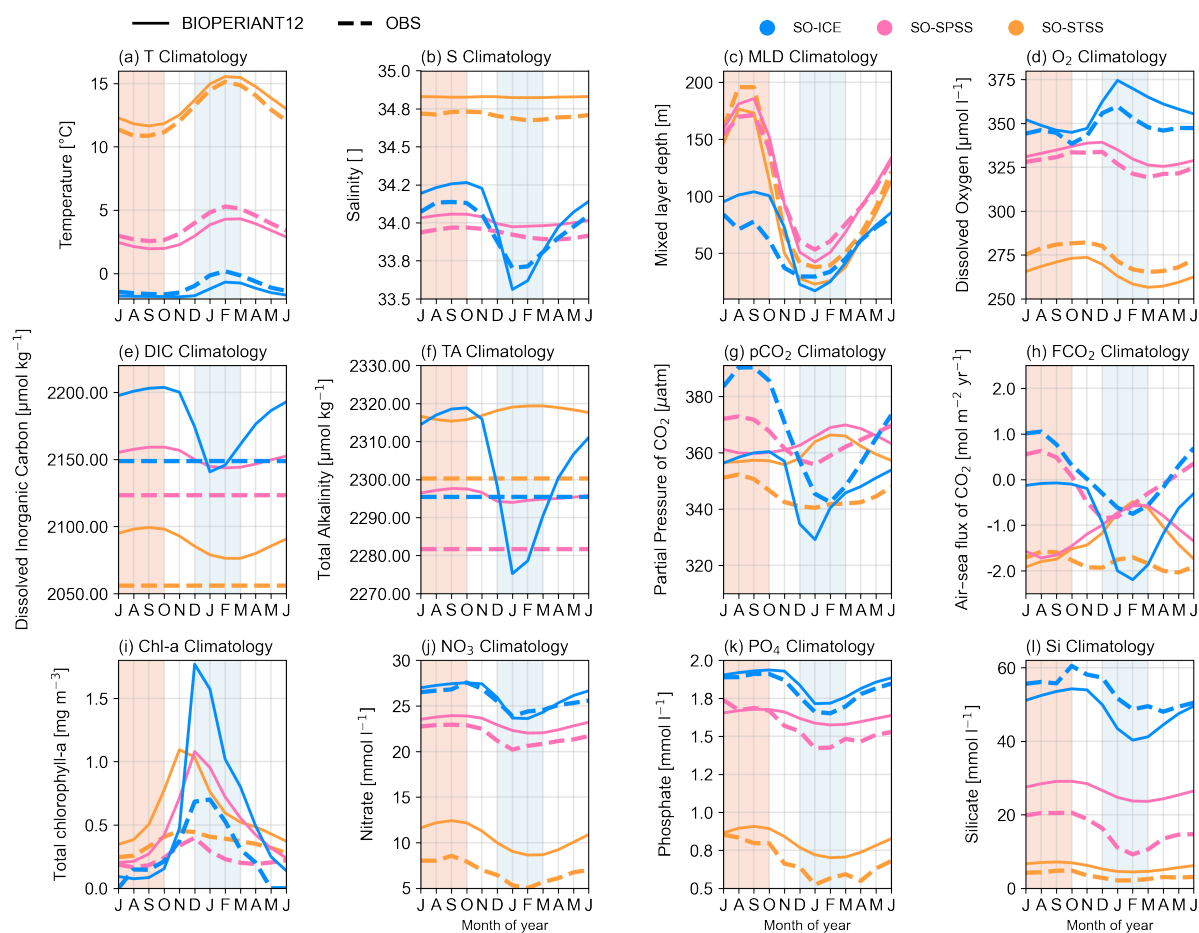 BIOPERIANT12 OBS SO-ICE SO-SPSS SO-STSS
(a) T Climatology
Temperature [°C]
15
10
5
0
J A S O N D J F M A M J
(b) S Climatology
Salinity [ ]
35.0
34.8
34.5
34.2
34.0
33.8
33.5
J A S O N D J F M A M J
(c) MLD Climatology
Mixed layer depth [m]
200
150
100
50
J A S O N D J F M A M J
(d) O₂ Climatology
Dissolved Oxygen [µmol l⁻¹]
375
350
325
300
275
250
J A S O N D J F M A M J
(e) DIC Climatology
Dissolved Inorganic Carbon [µmol kg⁻¹]
2200.00
2150.00
2100.00
2050.00
J A S O N D J F M A M J
(f) TA Climatology
Total Alkalinity [µmol kg⁻¹]
2330.00
2320.00
2310.00
2300.00
2290.00
2280.00
2270.00
J A S O N D J F M A M J
(g) pCO₂ Climatology
Partial Pressure of CO₂ [µatm]
380
360
340
320
J A S O N D J F M A M J
(h) FCO₂ Climatology
Air–sea flux of CO₂ [mol m⁻² yr⁻¹]
2.0
1.0
0.0
-1.0
-2.0
J A S O N D J F M A M J
(i) Chl-a Climatology
Total chlorophyll-a [mg m⁻³]
1.5
1.0
0.5
0.0
J A S O N D J F M A M J
(j) NO₃ Climatology
Nitrate [mmol l⁻¹]
30
25
20
15
10
5
J A S O N D J F M A M J
Month of year
(k) PO₄ Climatology
Phosphate [mmol l⁻¹]
2.0
1.8
1.5
1.2
1.0
0.8
0.5
J A S O N D J F M A M J
Month of year
(l) Si Climatology
Silicate [mmol l⁻¹]
60
40
20
0
J A S O N D J F M A M J
Month of year